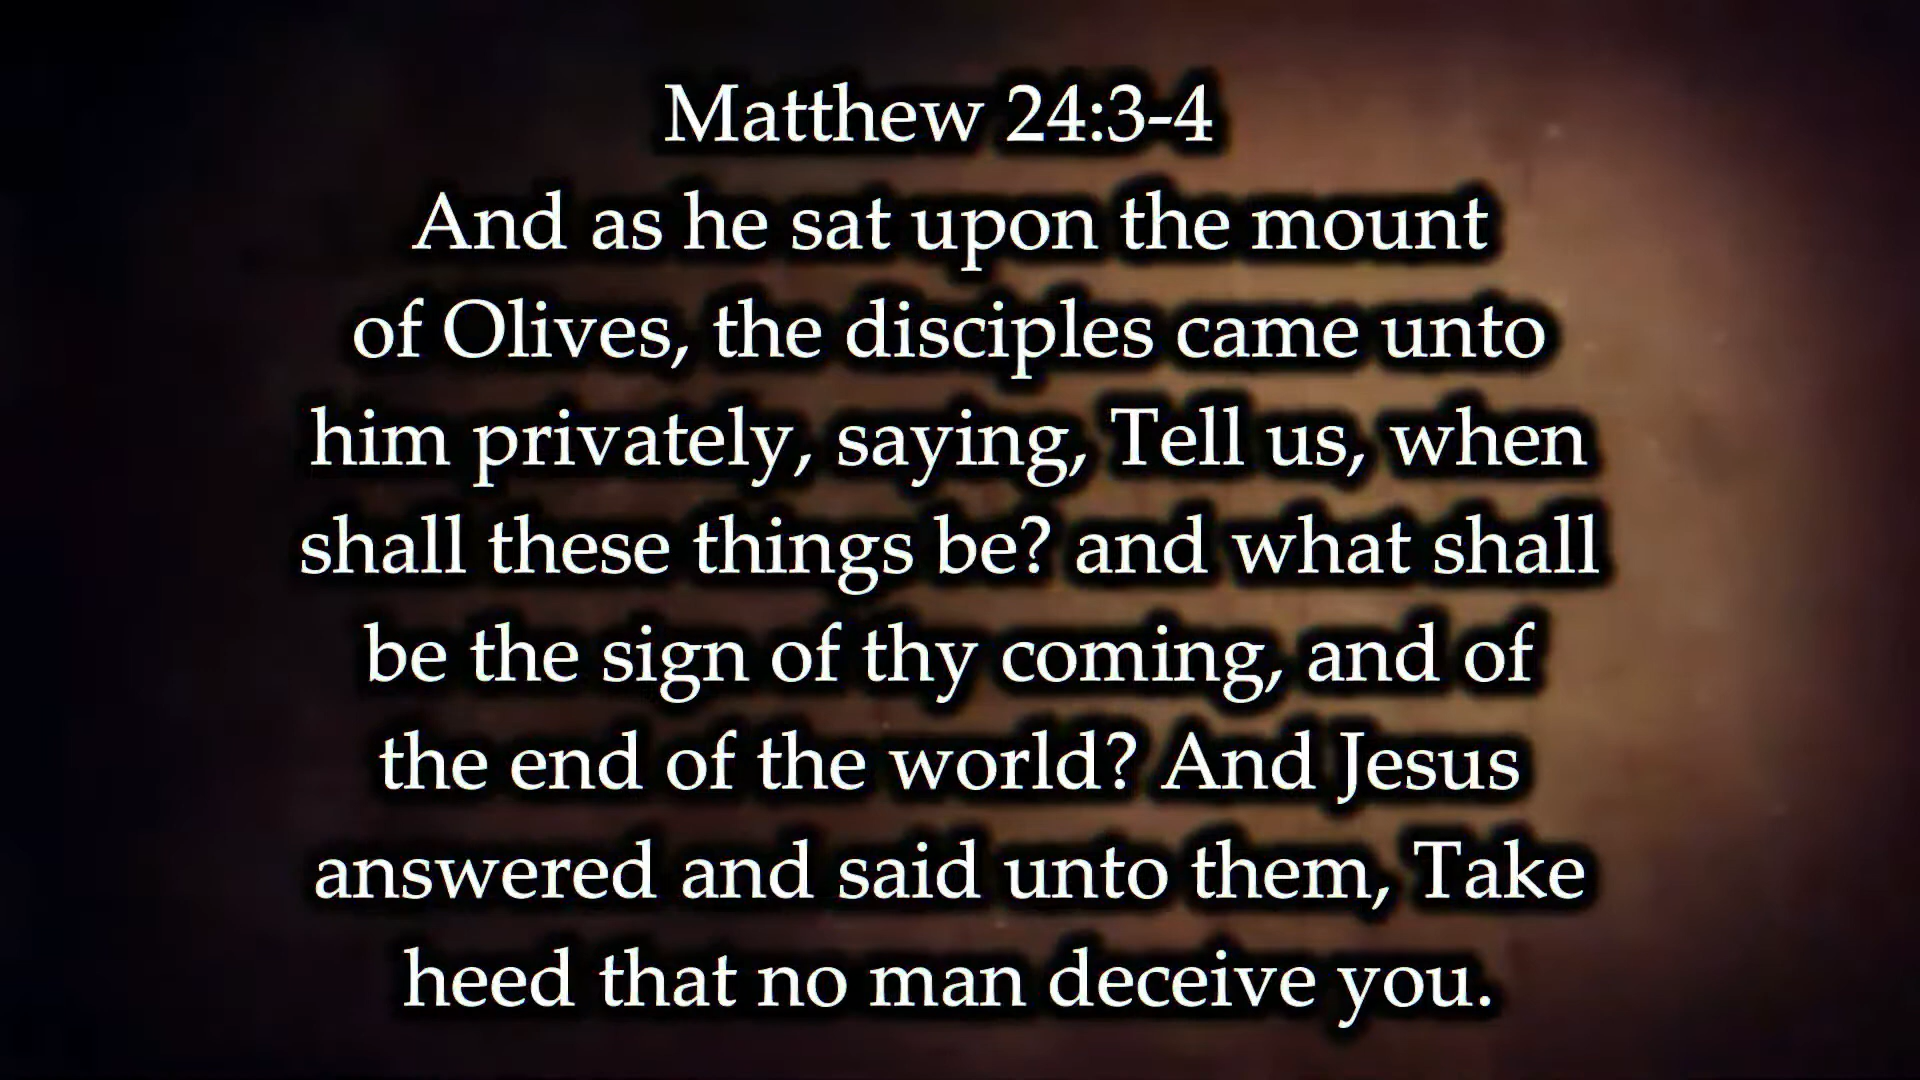 Matthew 24:3-4
And as he sat upon the mount
of Olives, the disciples came unto
him privately, saying, Tell us, when
shall these things be? and what shall
be the sign of thy coming, and of
the end of the world? And Jesus
answered and said unto them, Take
heed that no man deceive you.